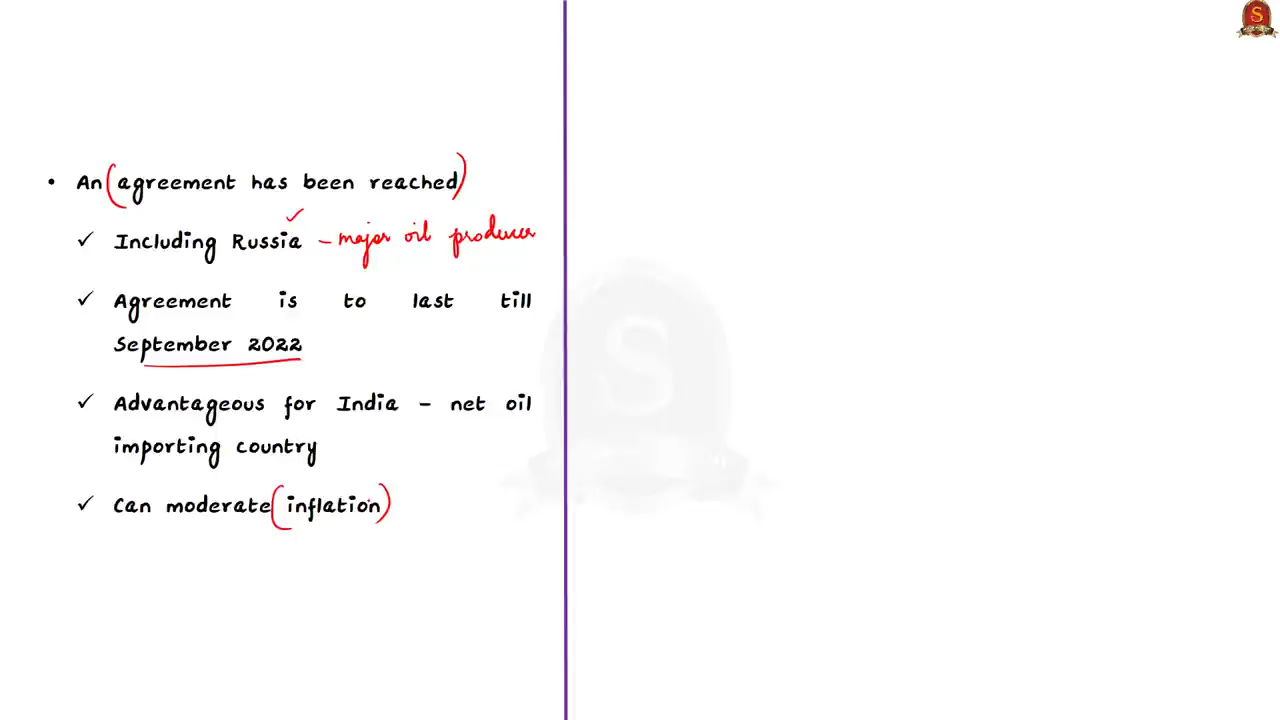 • An (agreement has been reached)
✓ Including Russia – major oil producer
✓ Agreement is to last till
September 2022
✓ Advantageous for India – net oil
importing country
✓ Can moderate (inflation)
S
S